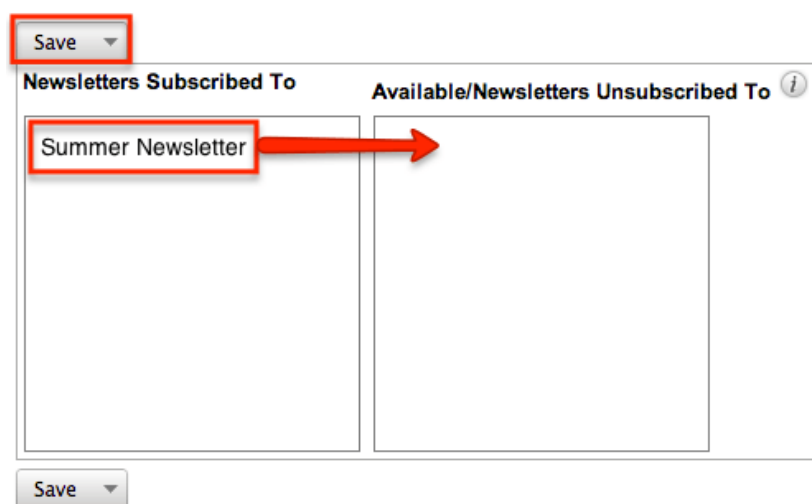 Save
Newsletters Subscribed To
Available/Newsletters Unsubscribed To i
Summer Newsletter
Save